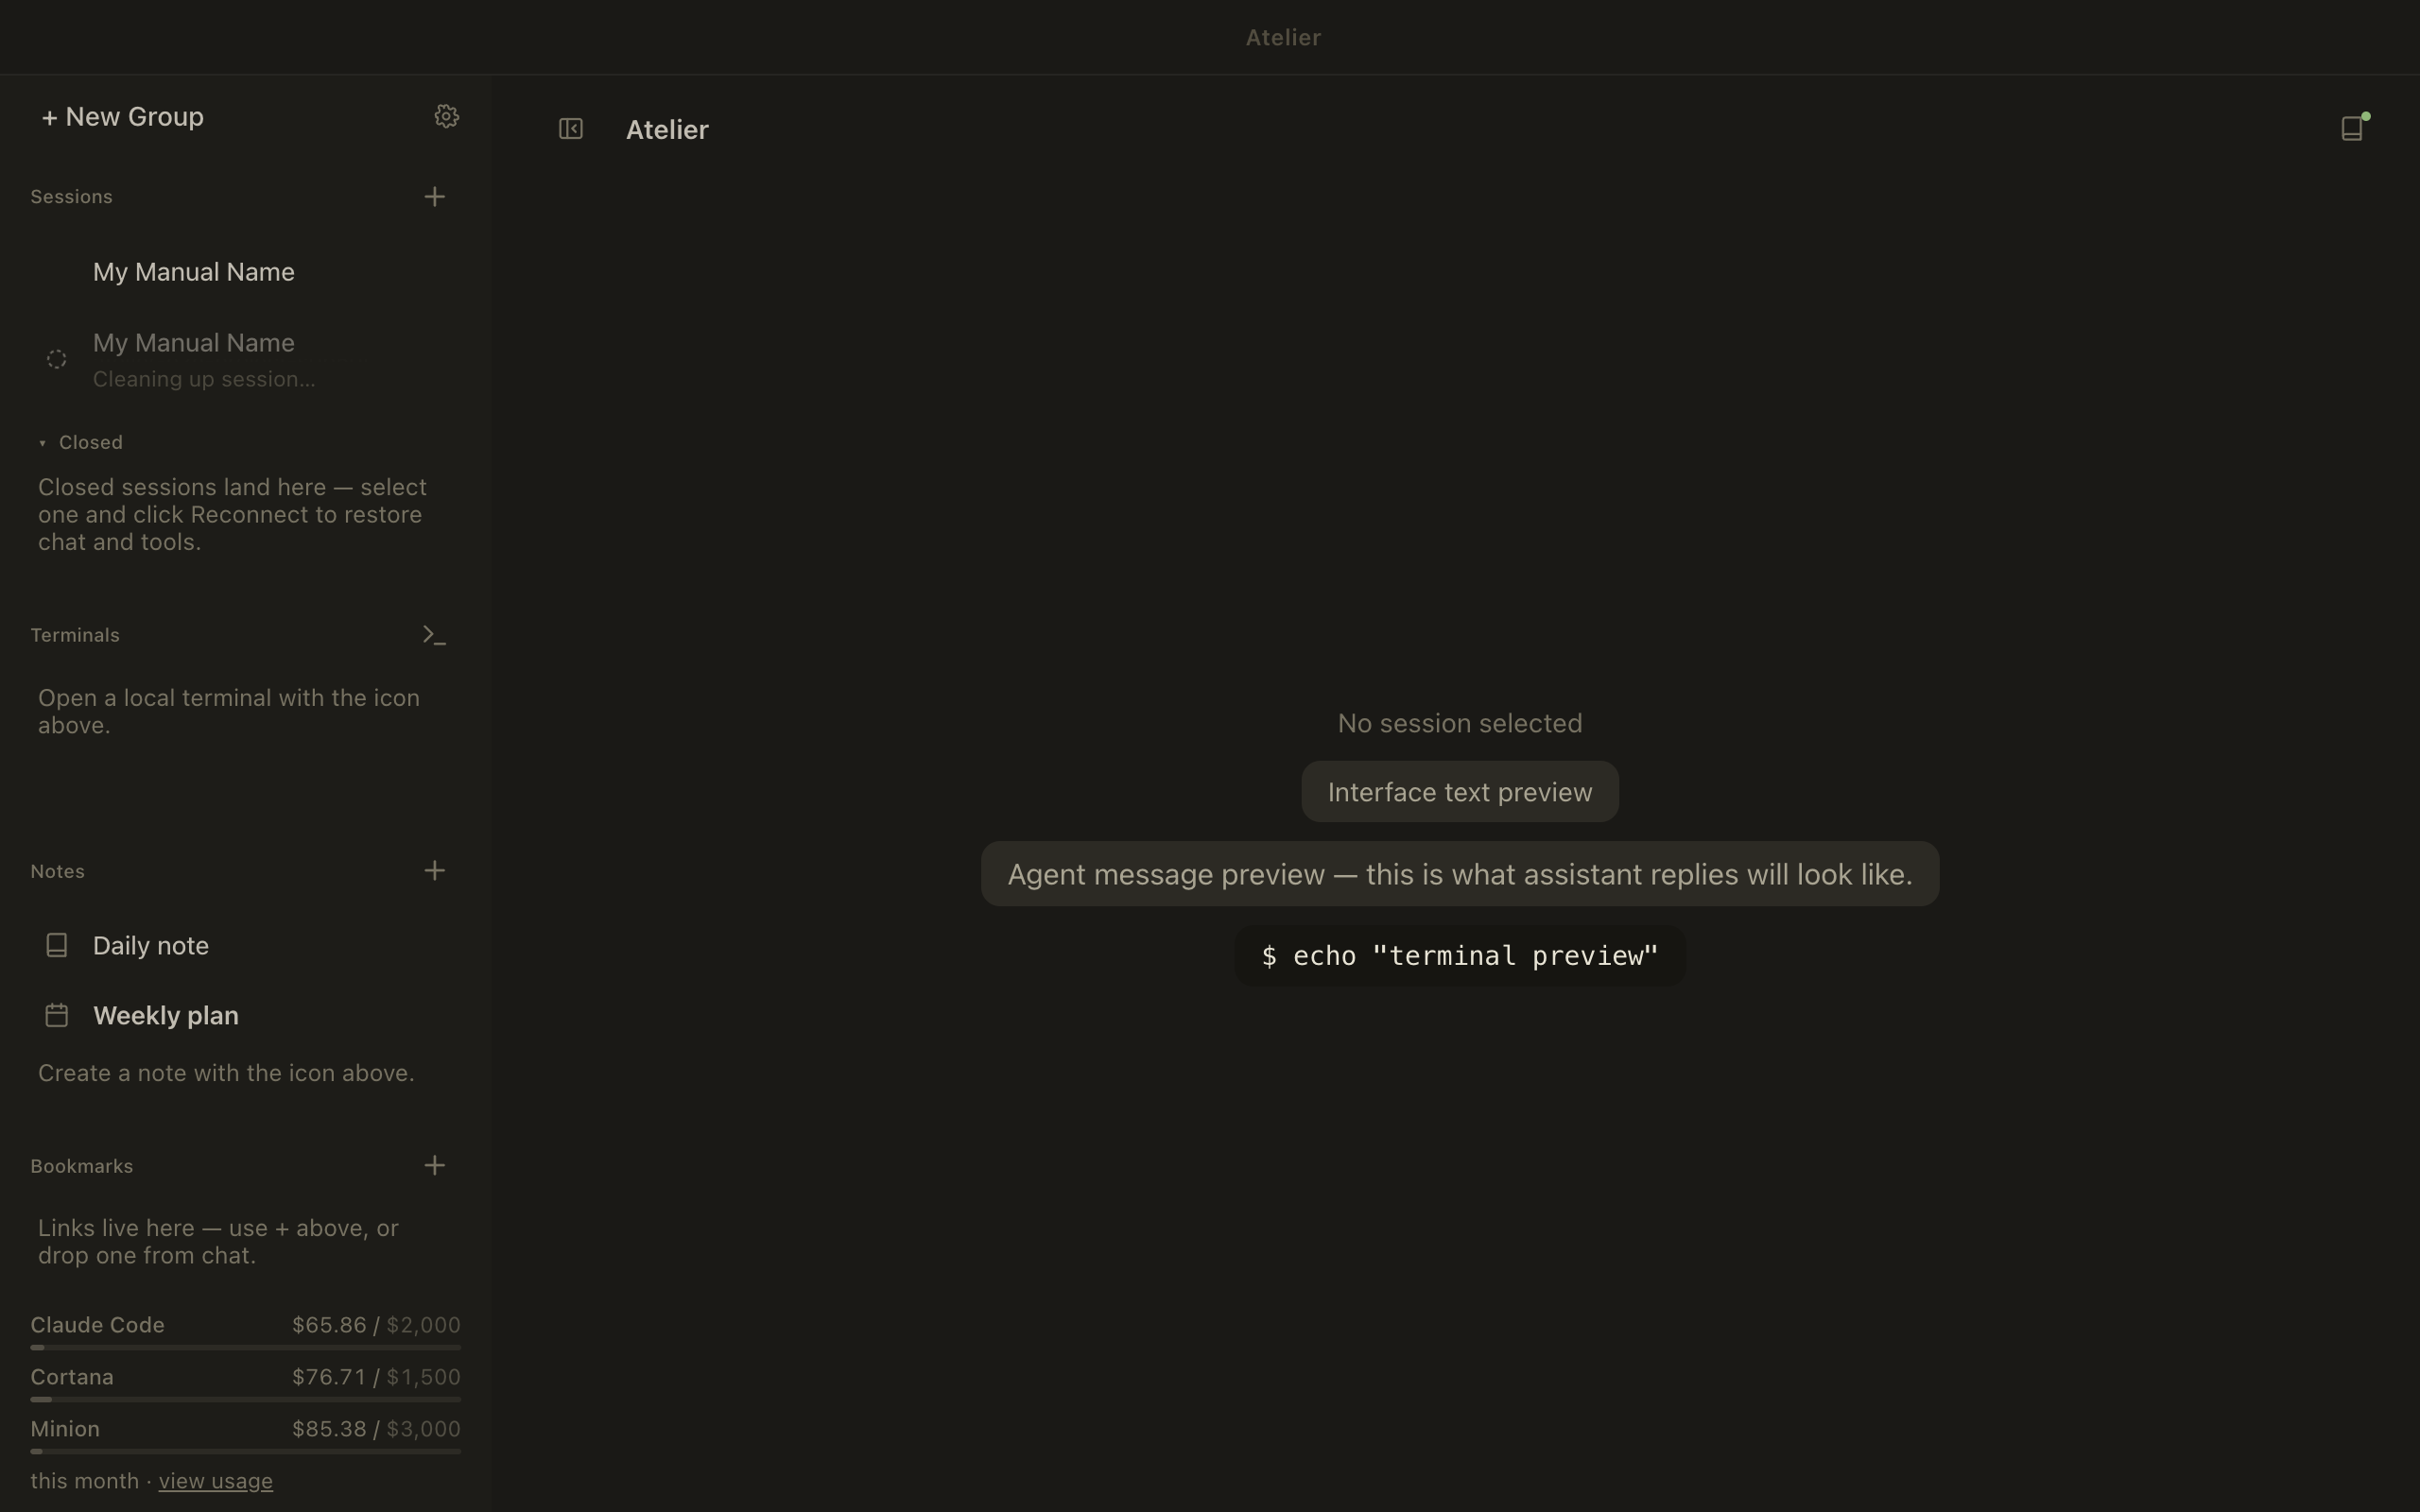 Atelier
+ New Group
Sessions
My Manual Name
My Manual Name
Cleaning up session...
Closed
Closed sessions land here — select
one and click Reconnect to restore
chat and tools.
Terminals
Open a local terminal with the icon
above.
Notes
Daily note
Weekly plan
Create a note with the icon above.
Bookmarks
Links live here — use + above, or
drop one from chat.
Claude Code $65.86 / $2,000
Cortana $76.71 / $1,500
Minion $85.38 / $3,000
this month · view usage
Atelier
No session selected
Interface text preview
Agent message preview — this is what assistant replies will look like.
$ echo "terminal preview"